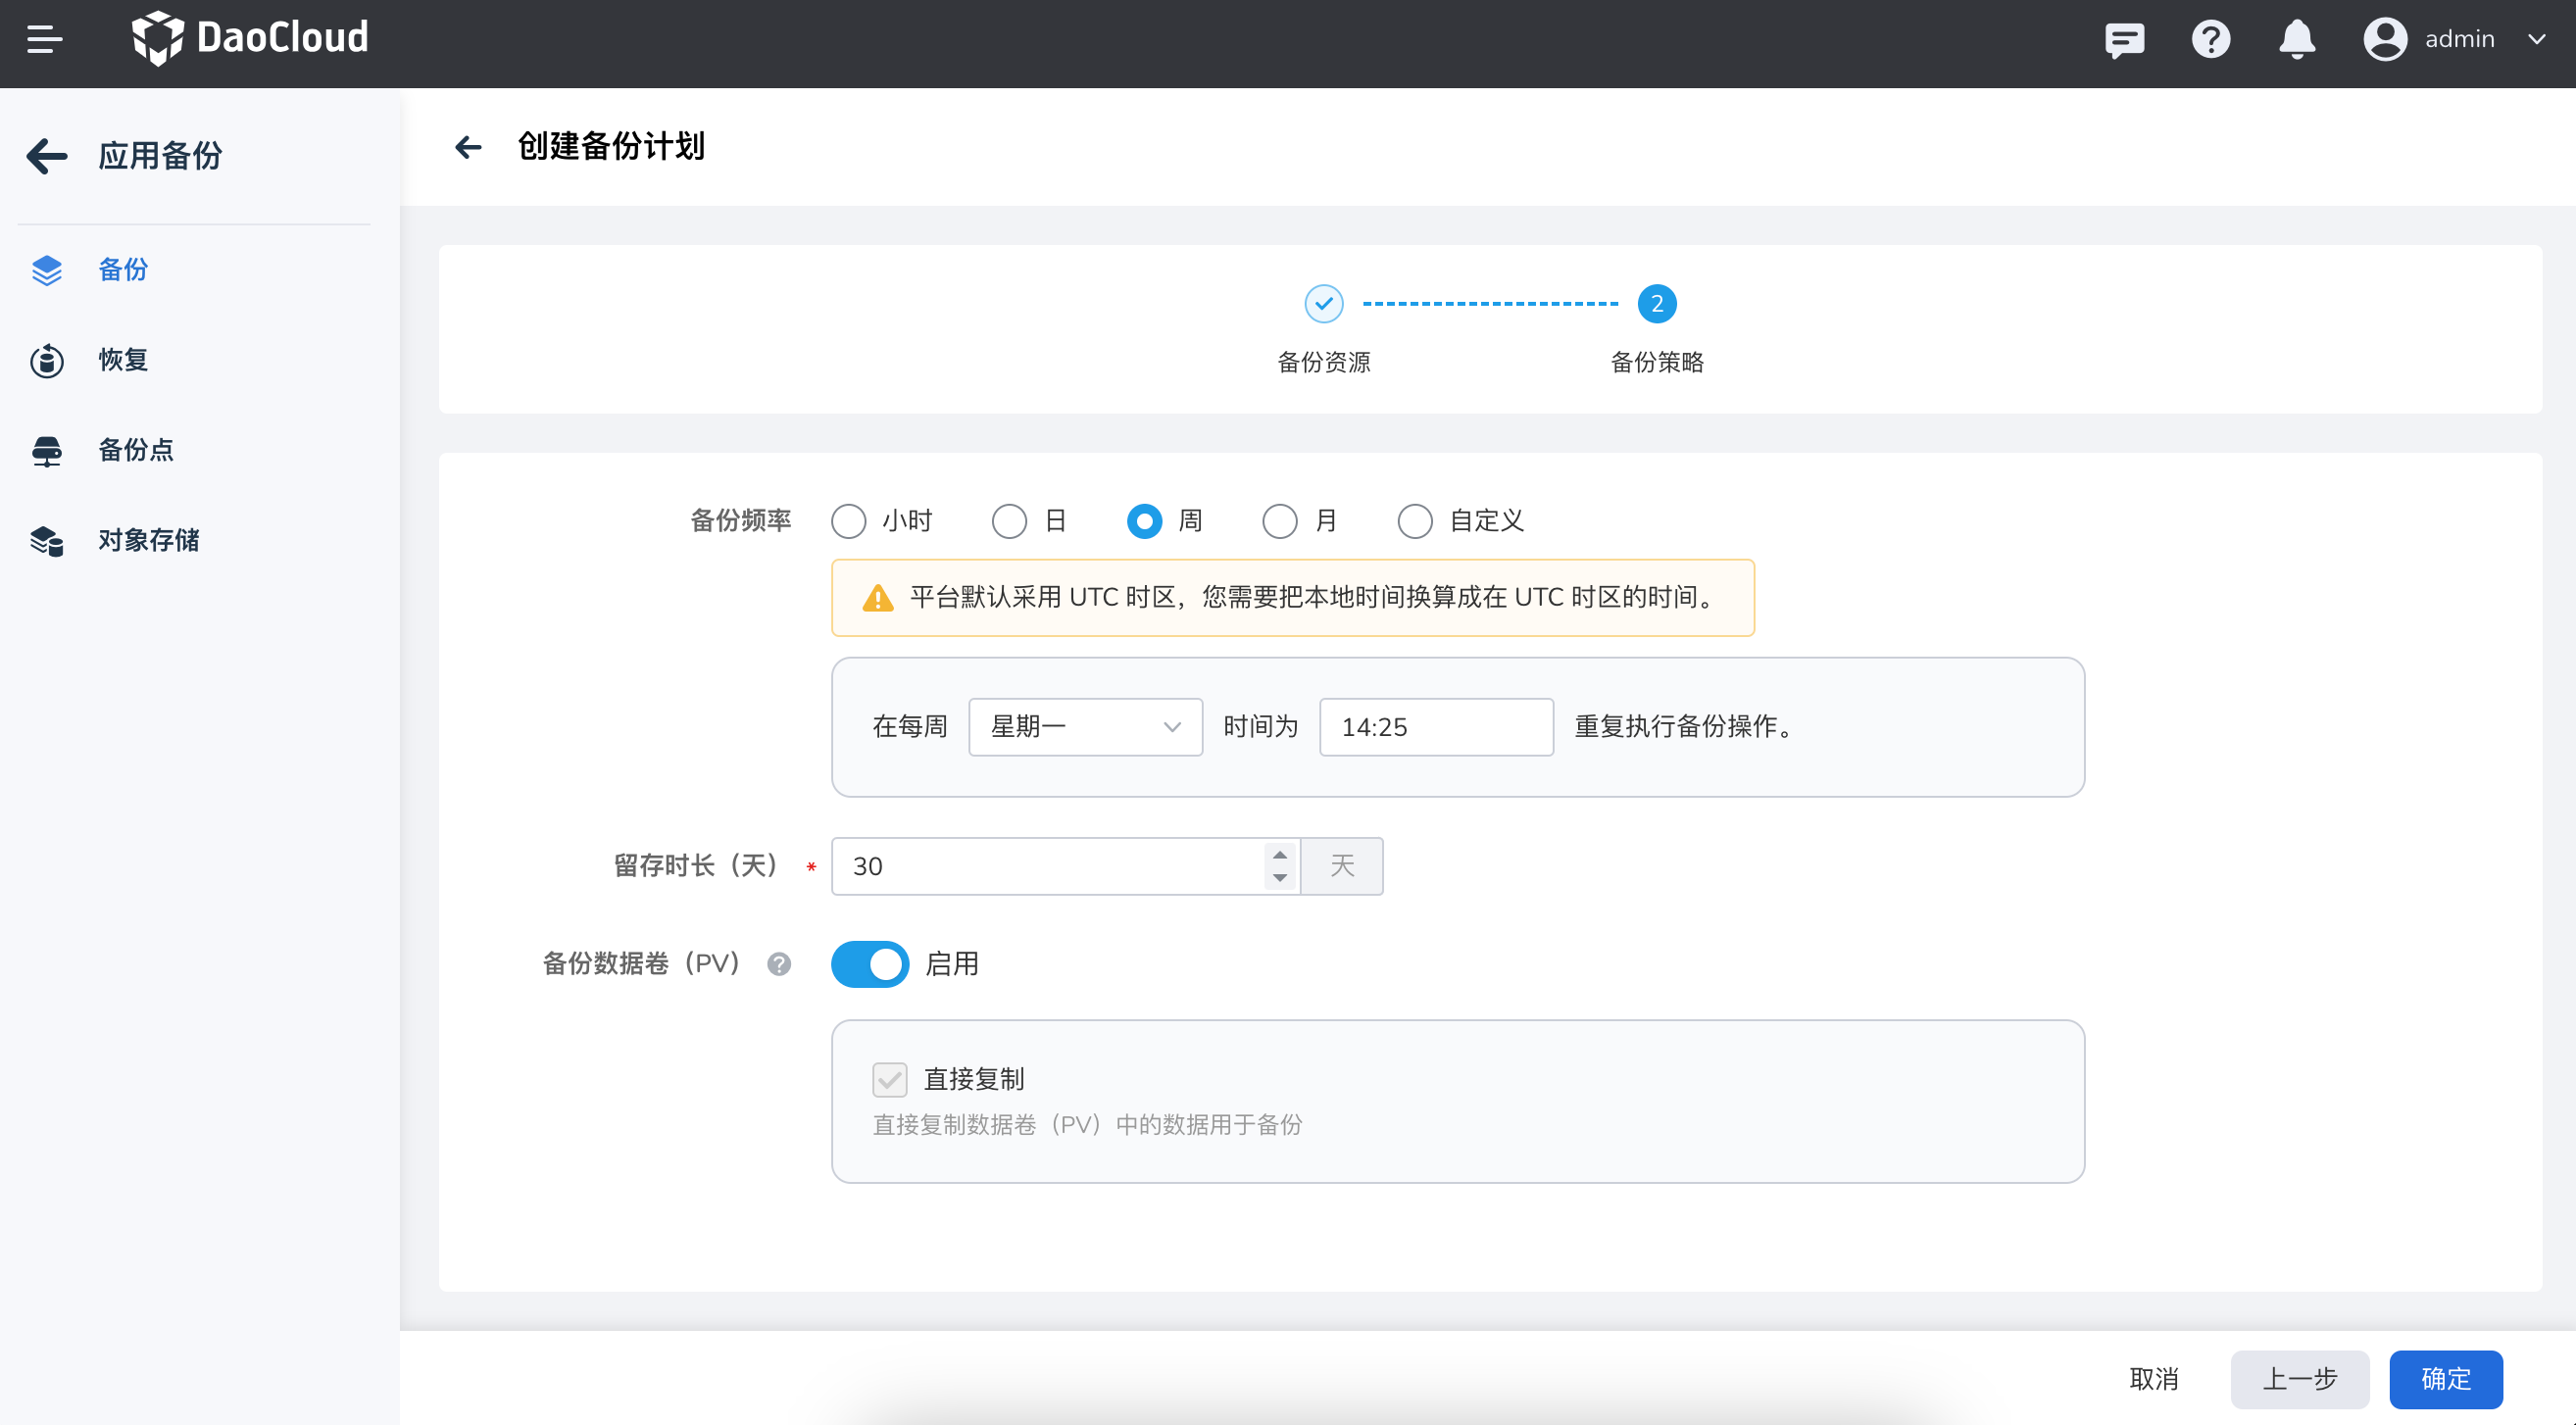 DaoCloud
admin
应用备份
备份
恢复
备份点
对象存储
创建备份计划
2
备份资源
备份策略
备份频率 小时 日 周 月 自定义
平台默认采用 UTC 时区，您需要把本地时间换算成在 UTC 时区的时间。
在每周 星期一 时间为 14:25 重复执行备份操作。
留存时长（天） * 30 天
备份数据卷（PV） 启用
直接复制
直接复制数据卷（PV）中的数据用于备份
取消 上一步 确定